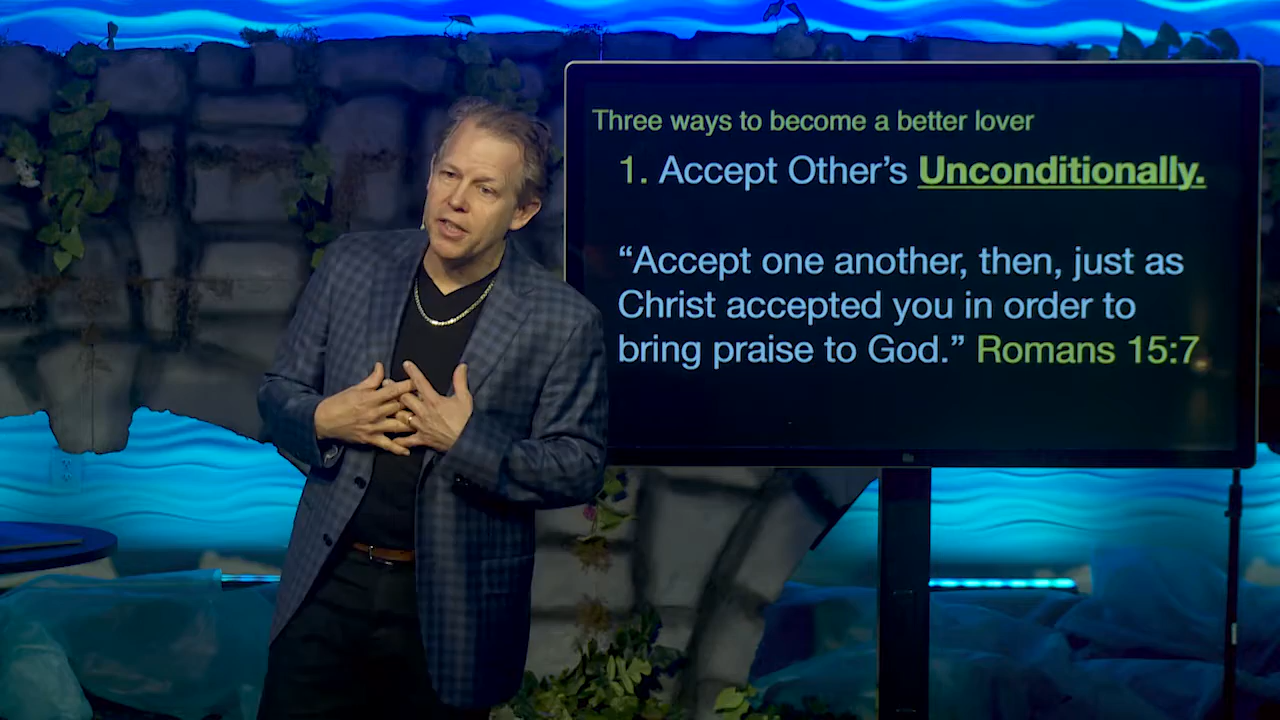 Three ways to become a better lover
1. Accept Other’s Unconditionally.
“Accept one another, then, just as
Christ accepted you in order to
bring praise to God.” Romans 15:7